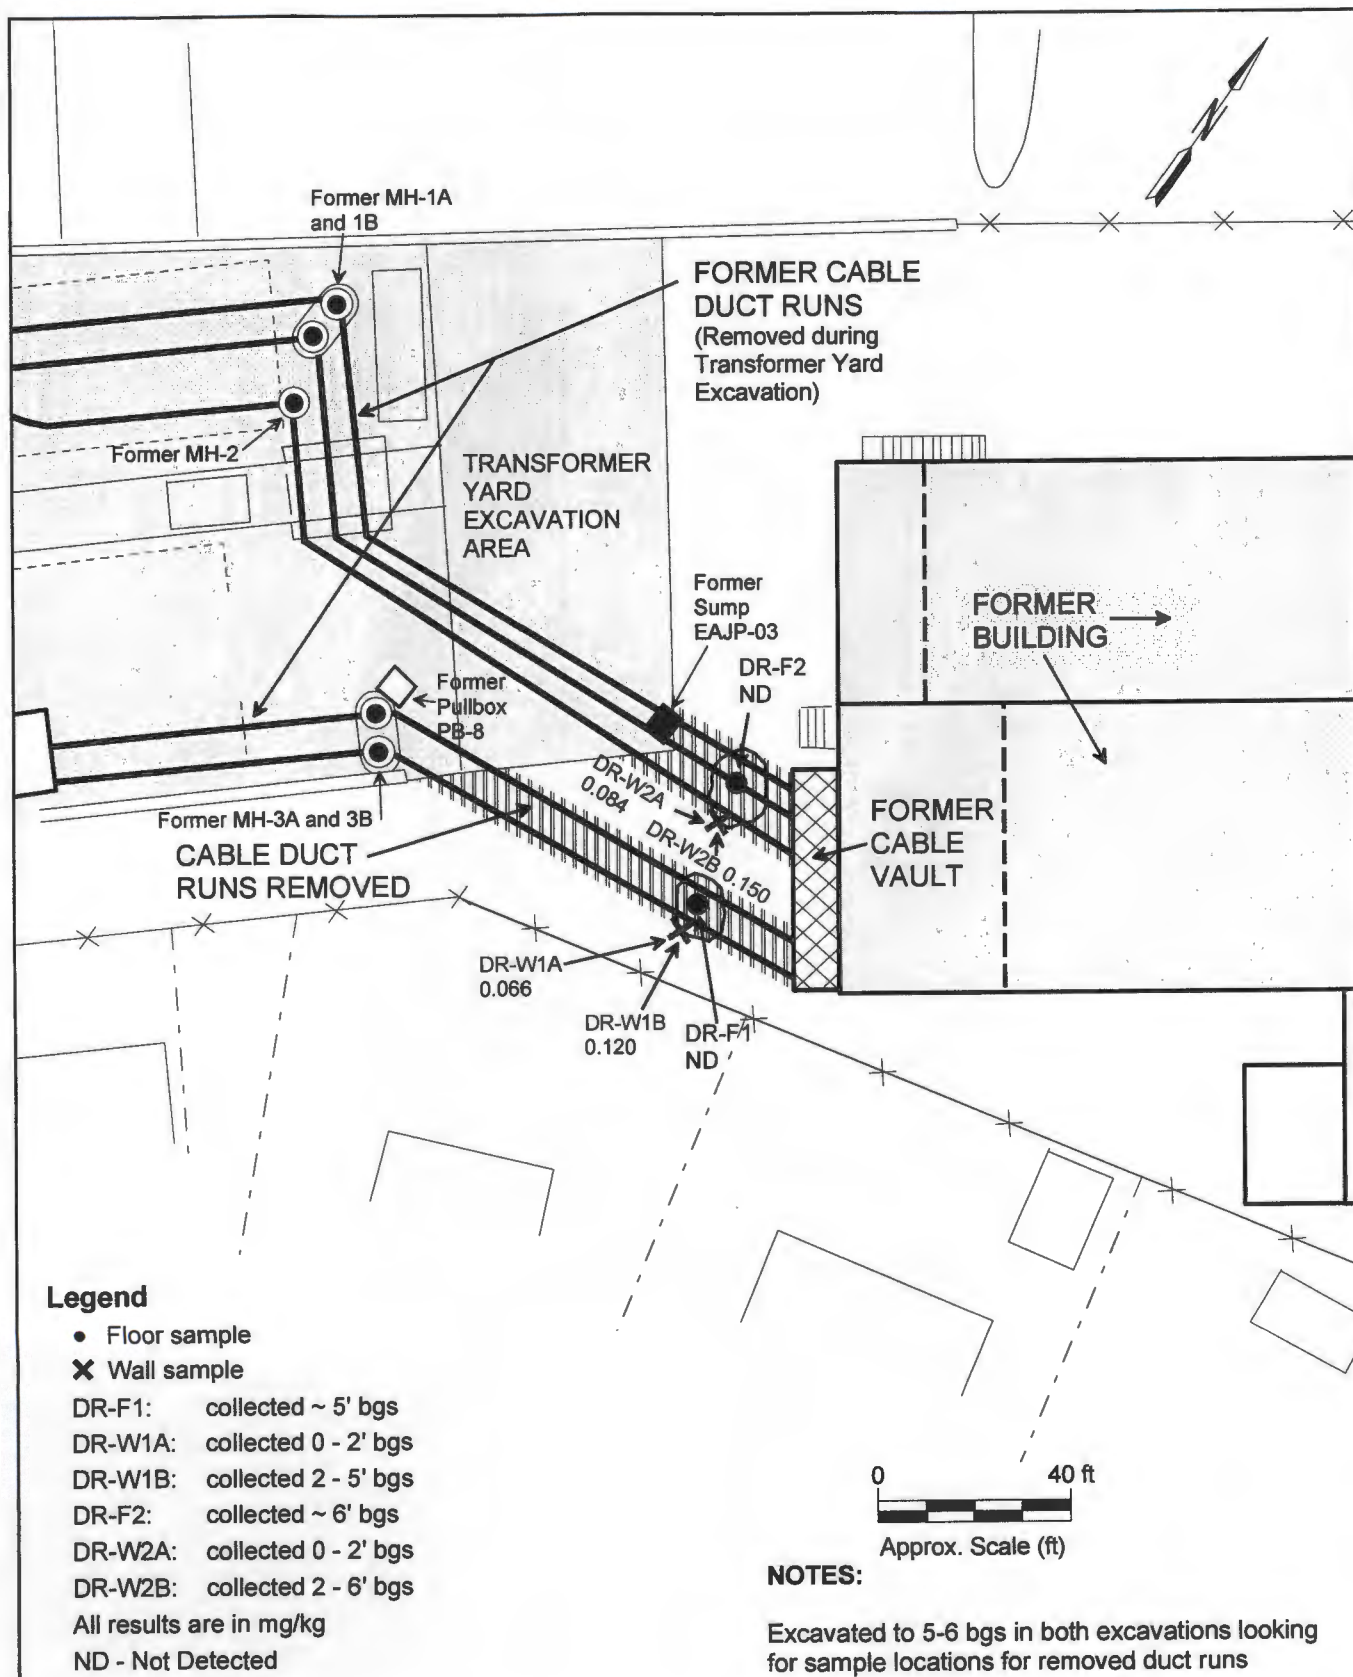 N
Former MH-1A
and 1B
FORMER CABLE
DUCT RUNS
(Removed during
Transformer Yard
Excavation)
Former MH-2
TRANSFORMER
YARD
EXCAVATION
AREA
Former
Sump
EAJP-03
DR-F2
ND
FORMER
BUILDING
Former
Pullbox
PB-8
DR-W2A
0.084
DR-W2B 0.150
Former MH-3A and 3B
CABLE DUCT
RUNS REMOVED
FORMER
CABLE
VAULT
DR-W1A
0.066
DR-W1B
0.120
DR-F1
ND
Legend
Floor sample
Wall sample
DR-F1: collected ~ 5' bgs
DR-W1A: collected 0 - 2' bgs
DR-W1B: collected 2 - 5' bgs
DR-F2: collected ~ 6' bgs
DR-W2A: collected 0 - 2' bgs
DR-W2B: collected 2 - 6' bgs
All results are in mg/kg
ND - Not Detected
0 40 ft
Approx. Scale (ft)
NOTES:
Excavated to 5-6 bgs in both excavations looking
for sample locations for removed duct runs